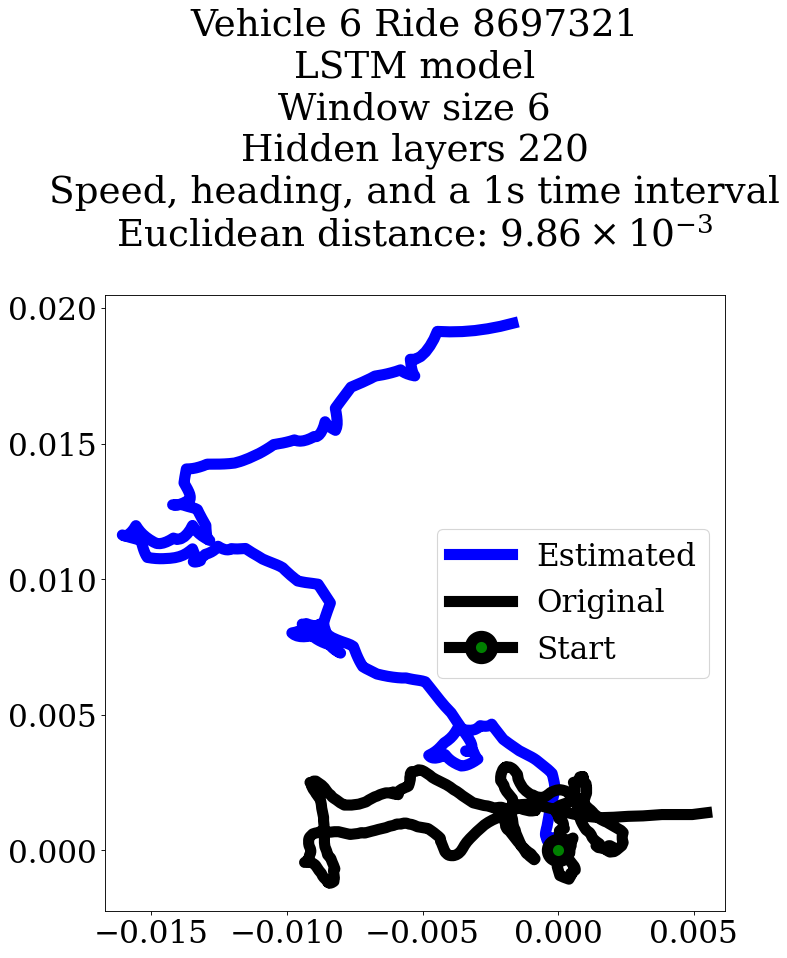 Vehicle 6 Ride 8697321
LSTM model
Window size 6
Hidden layers 220
Speed, heading, and a 1s time interval
Euclidean distance: 9.86 × 10⁻³
0.020
0.015
0.010
0.005
0.000
Estimated
Original
Start
−0.015 −0.010 −0.005 0.000 0.005